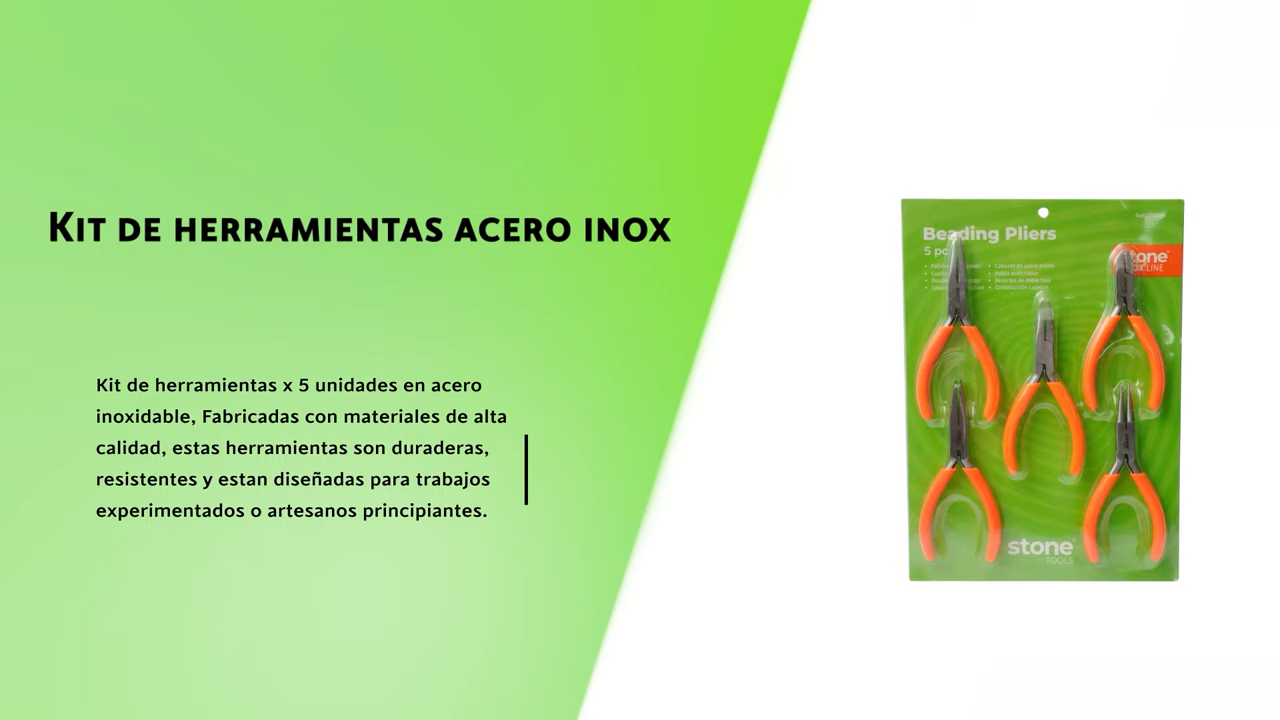 Kit de herramientas acero inox
Kit de herramientas x 5 unidades en acero
inoxidable, Fabricadas con materiales de alta
calidad, estas herramientas son duraderas,
resistentes y estan diseñadas para trabajos
experimentados o artesanos principiantes.
Beading Pliers
stone
TOOLS